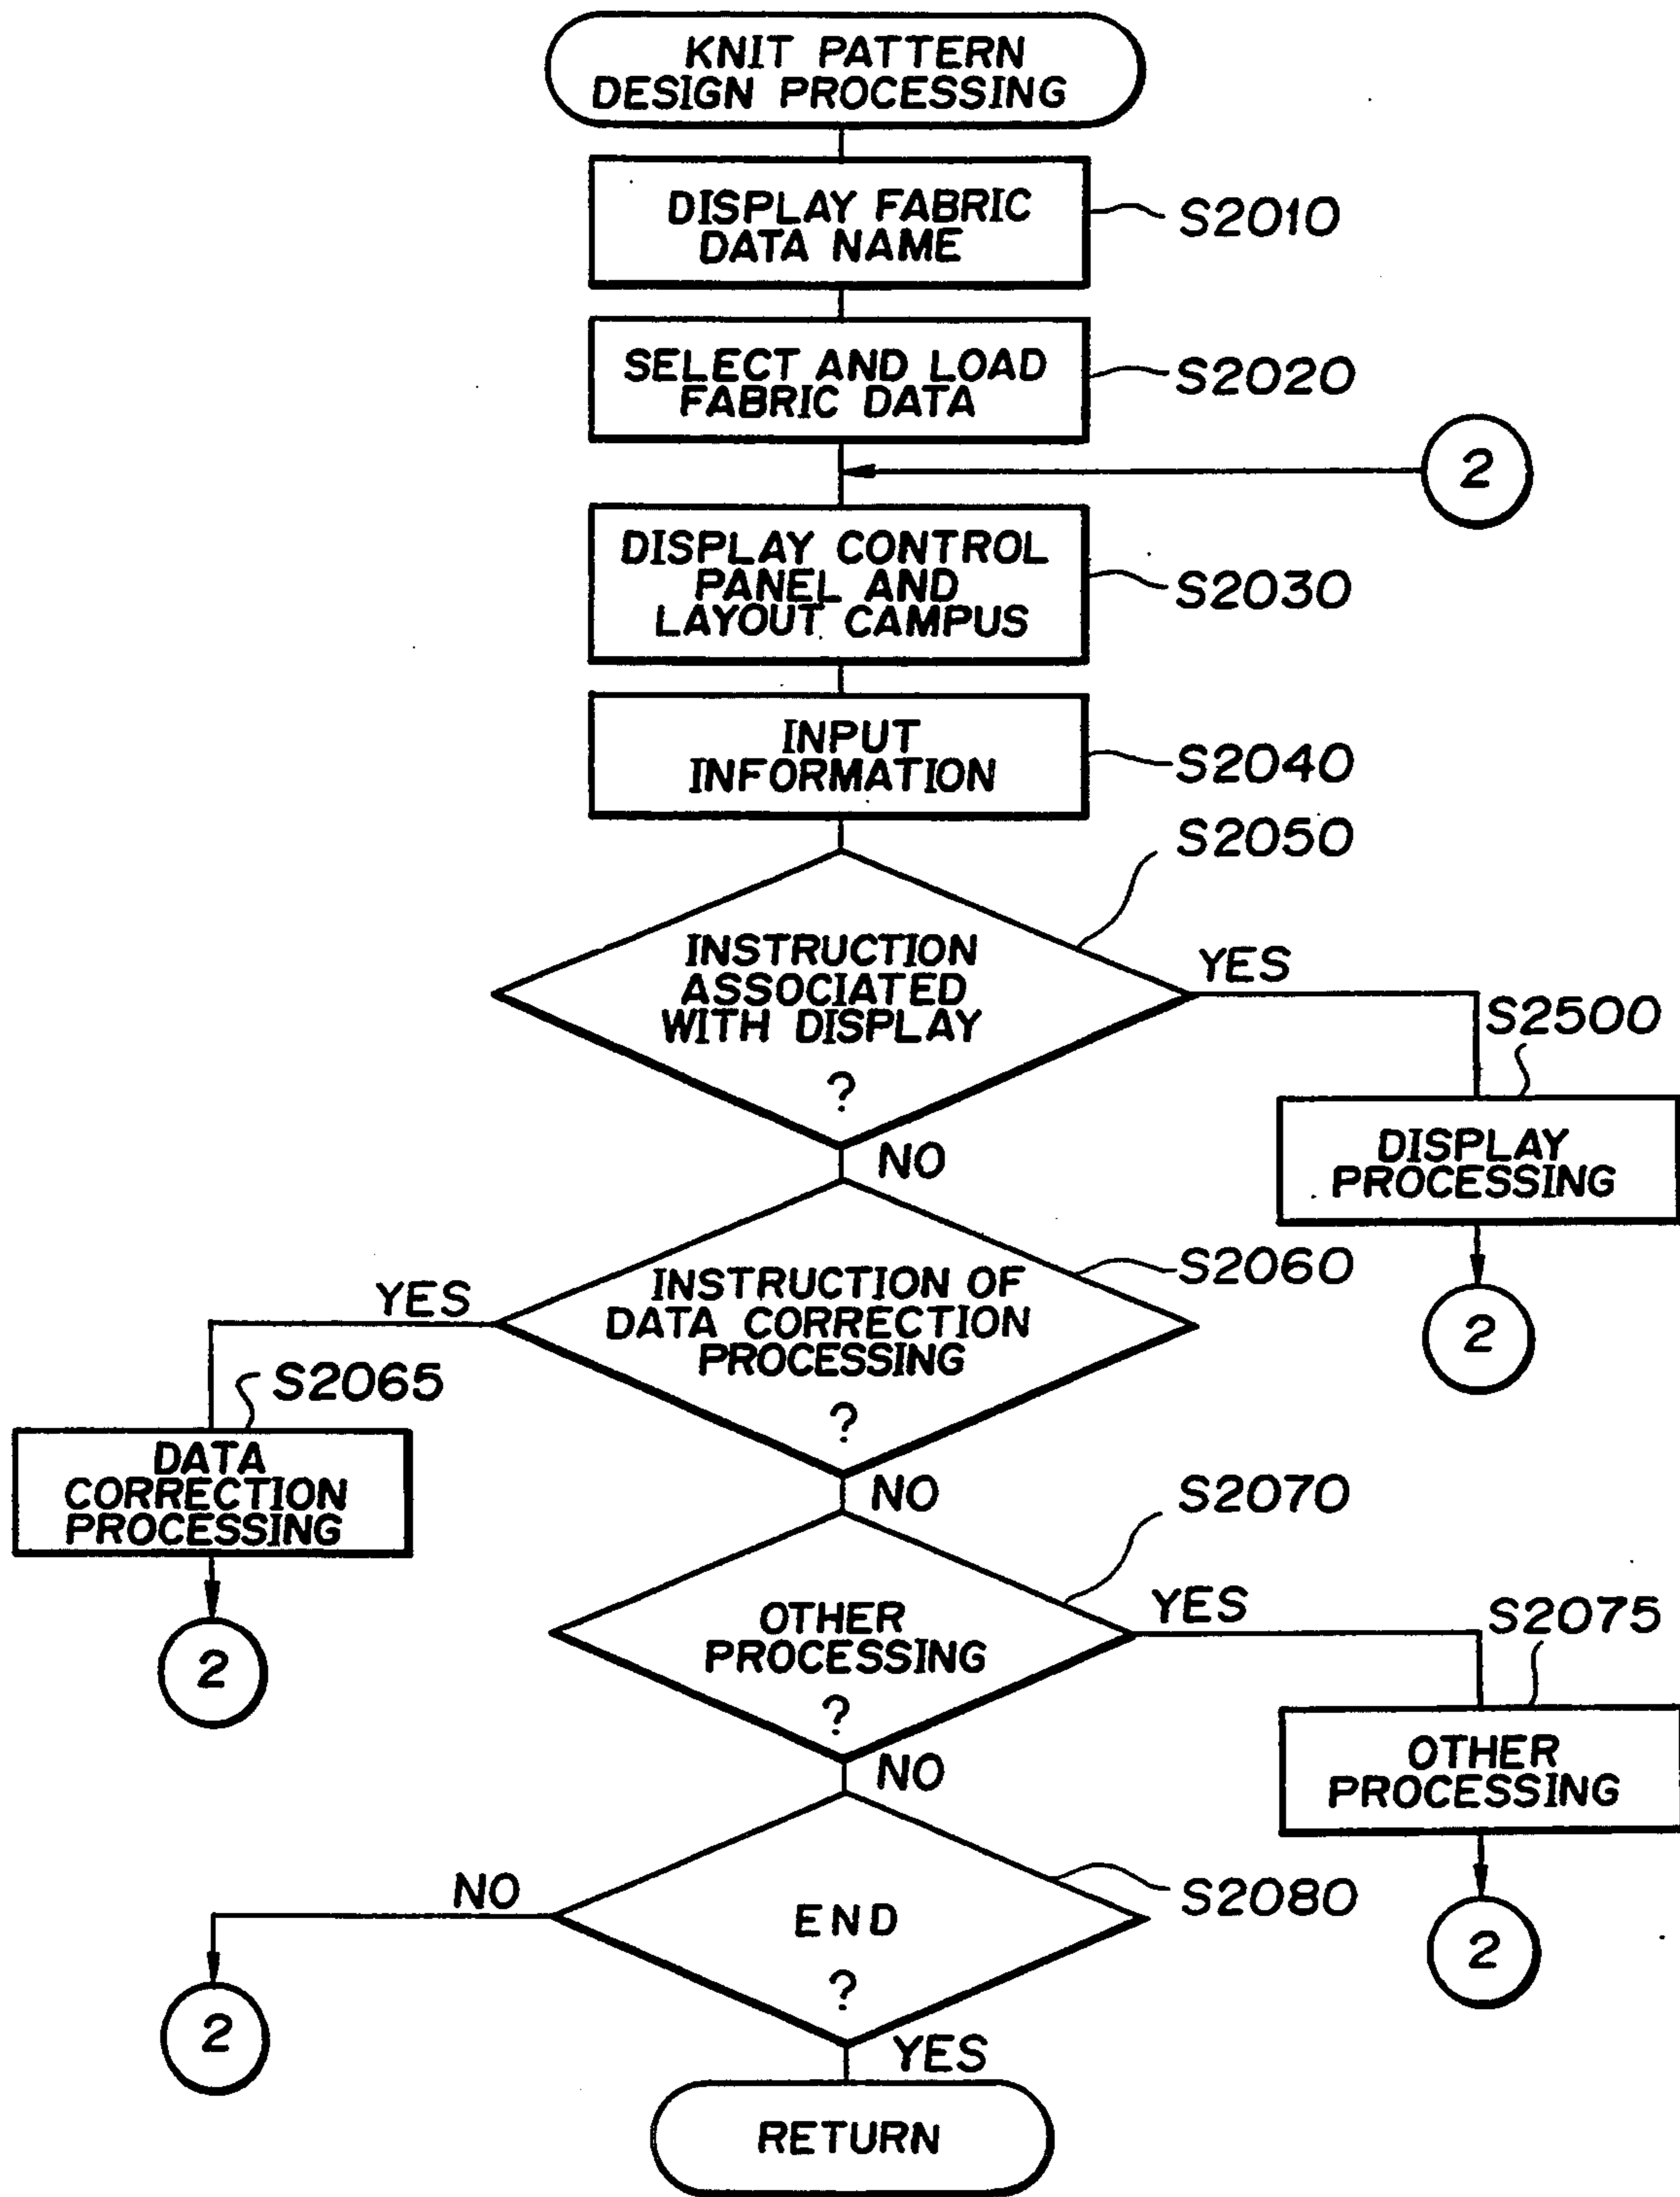 KNIT PATTERN
DESIGN PROCESSING
DISPLAY FABRIC
DATA NAME
S2010
SELECT AND LOAD
FABRIC DATA
S2020
2
DISPLAY CONTROL
PANEL AND
LAYOUT CAMPUS
S2030
INPUT
INFORMATION
S2040
S2050
INSTRUCTION
ASSOCIATED
WITH DISPLAY
?
YES
S2500
DISPLAY
PROCESSING
2
NO
S2060
INSTRUCTION OF
DATA CORRECTION
PROCESSING
?
YES
S2065
DATA
CORRECTION
PROCESSING
2
NO
S2070
OTHER
PROCESSING
?
YES
S2075
OTHER
PROCESSING
2
NO
S2080
END
?
NO
2
YES
RETURN